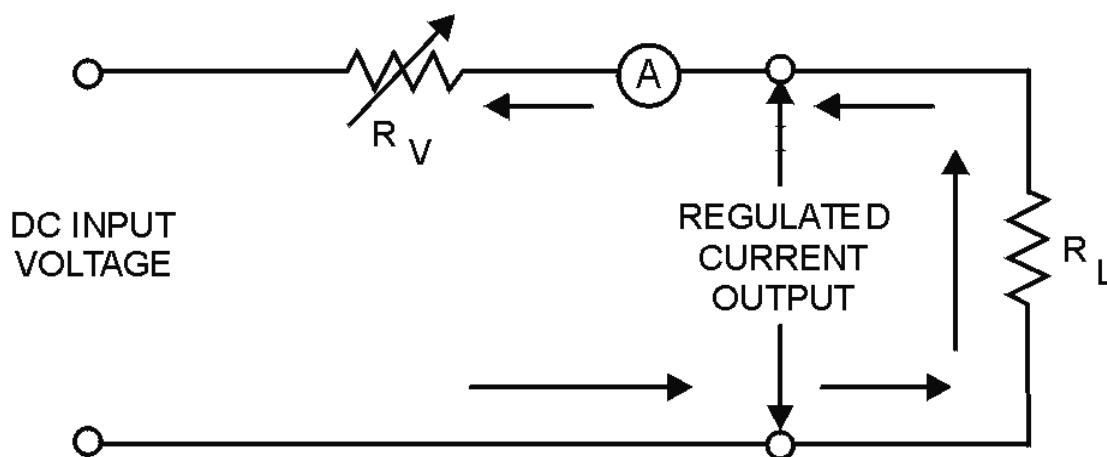 A
R V
DC INPUT
VOLTAGE
REGULATED
CURRENT
OUTPUT
R L